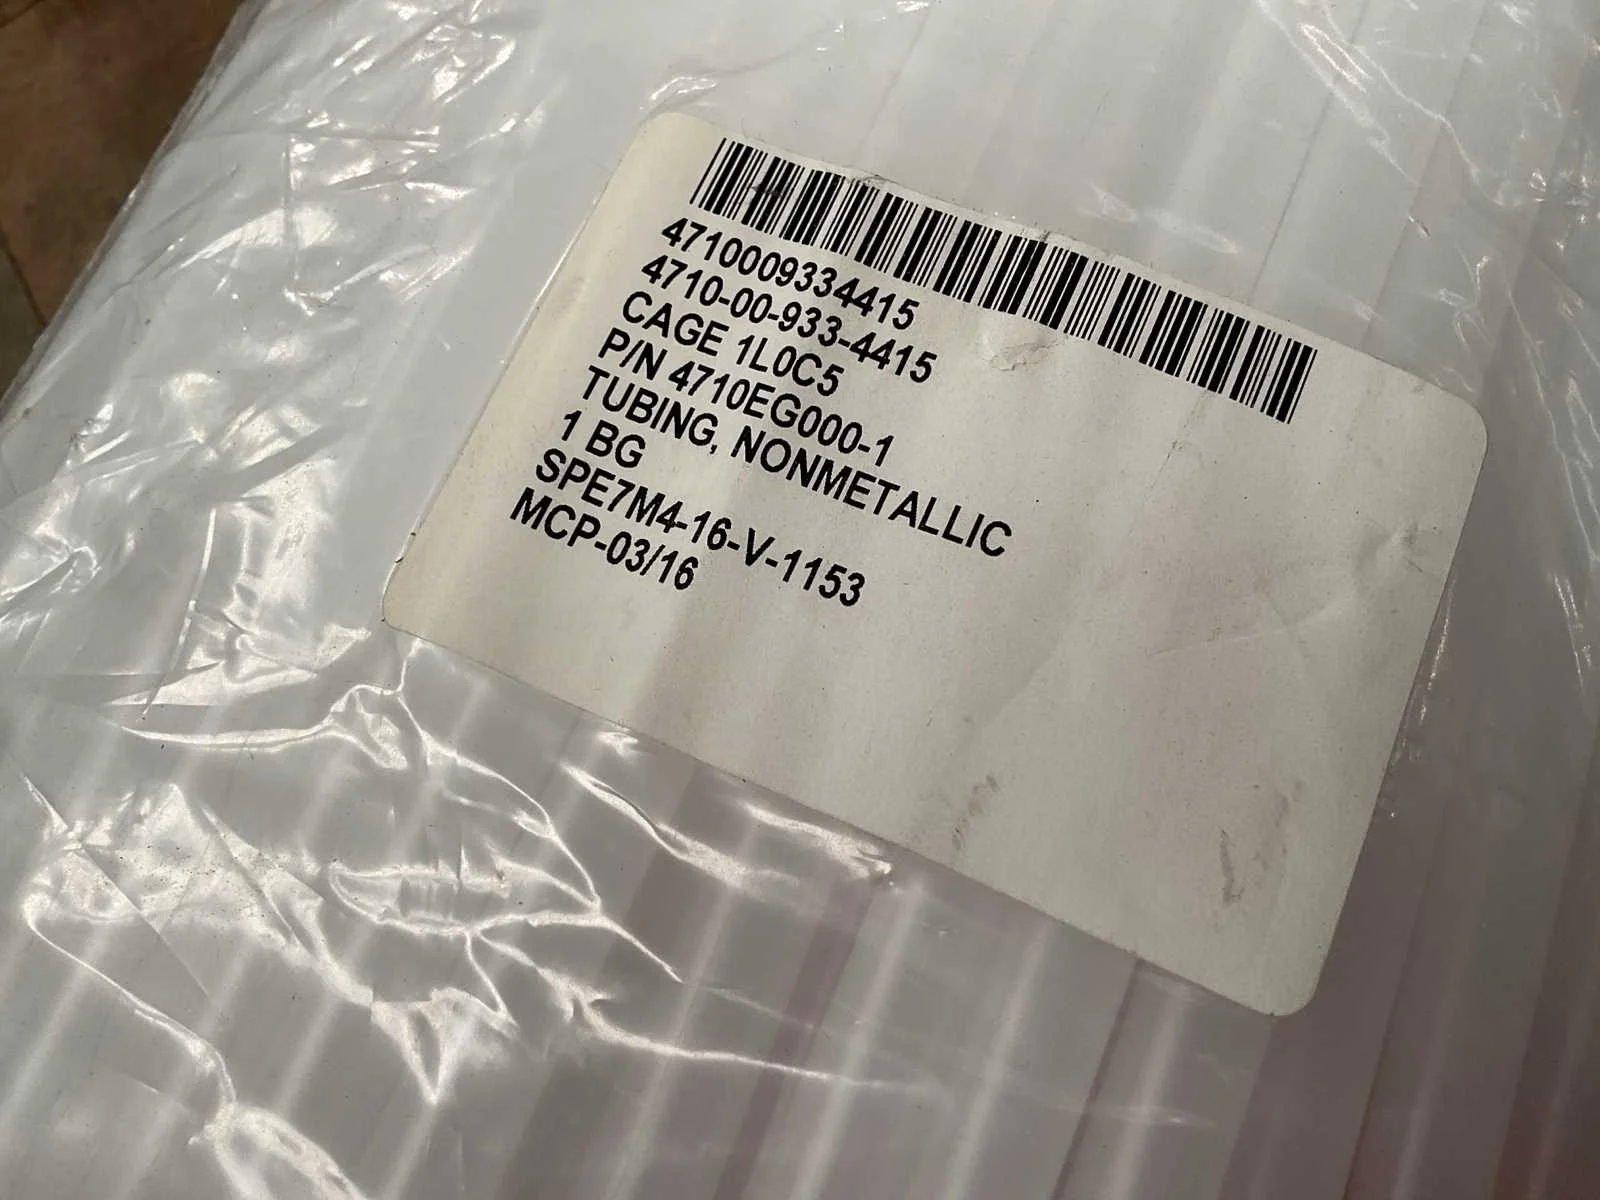 4710009334415
4710-00-933-4415
CAGE 1L0C5
P/N 4710EG000-1
TUBING, NONMETALLIC
1 BG
SPE7M4-16-V-1153
MCP-03/16